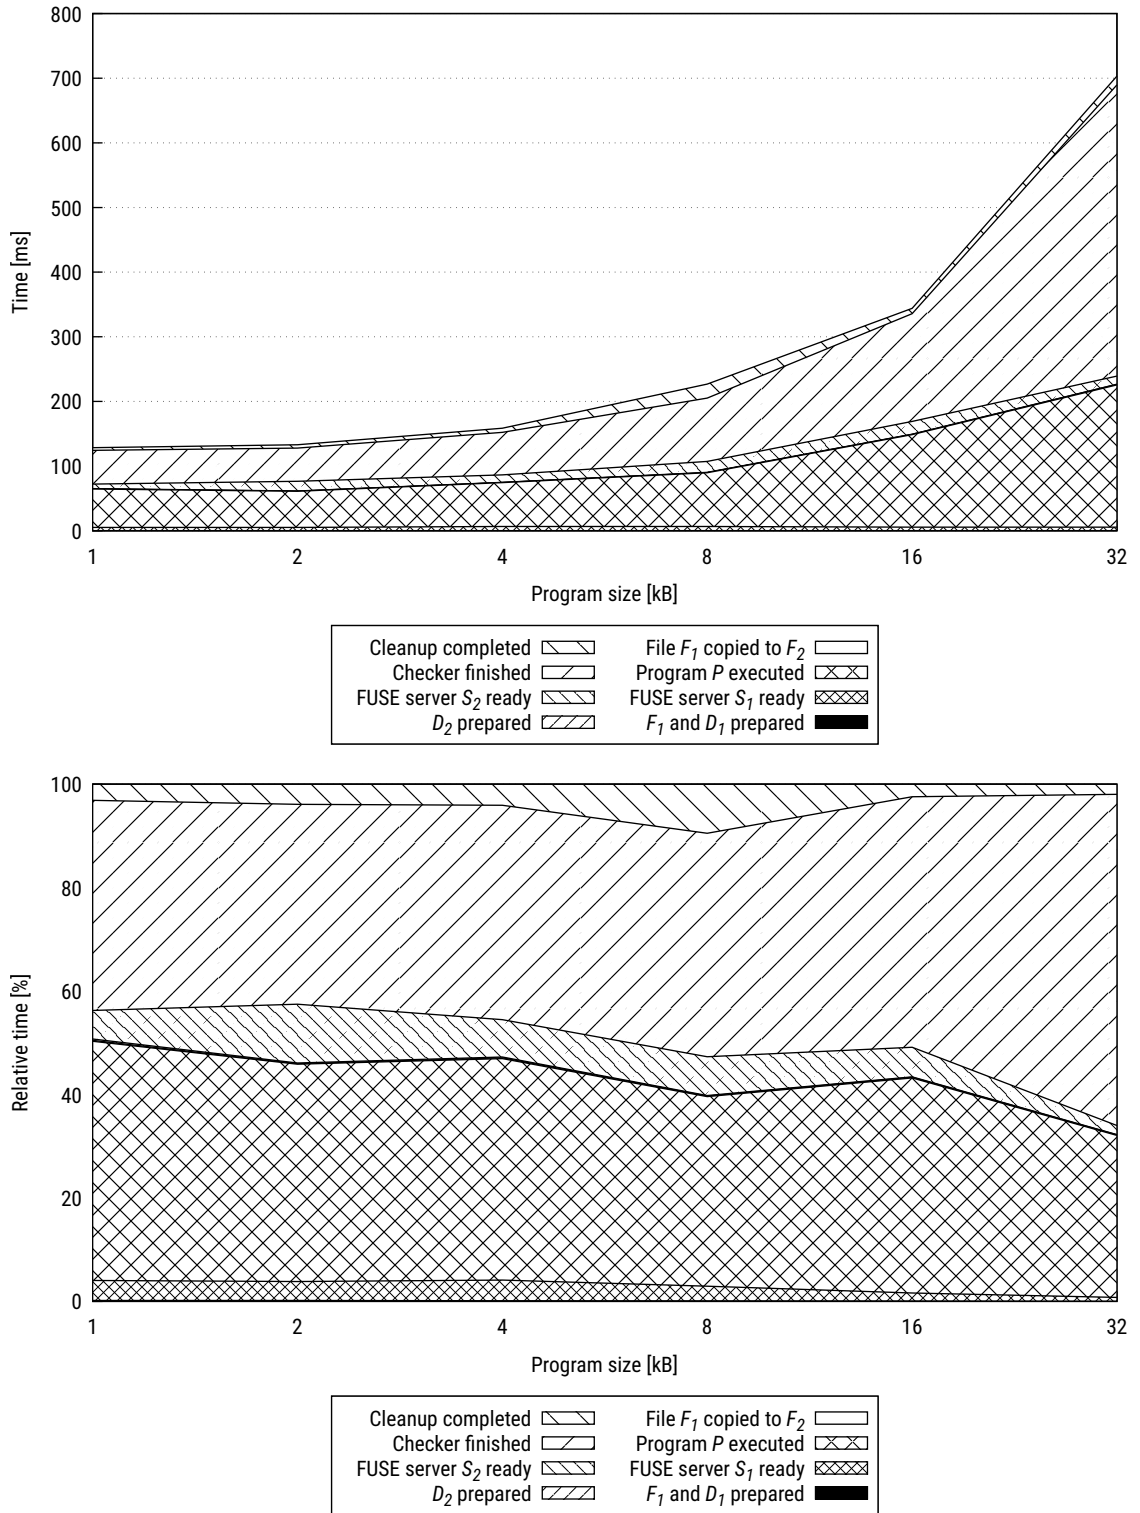 800
700
600
500
400
300
200
100
0
Time [ms]
1 2 4 8 16 32
Program size [kB]
Cleanup completed File F1 copied to F2
Checker finished Program P executed
FUSE server S2 ready FUSE server S1 ready
D2 prepared F1 and D1 prepared
100
80
60
40
20
0
Relative time [%]
1 2 4 8 16 32
Program size [kB]
Cleanup completed File F1 copied to F2
Checker finished Program P executed
FUSE server S2 ready FUSE server S1 ready
D2 prepared F1 and D1 prepared